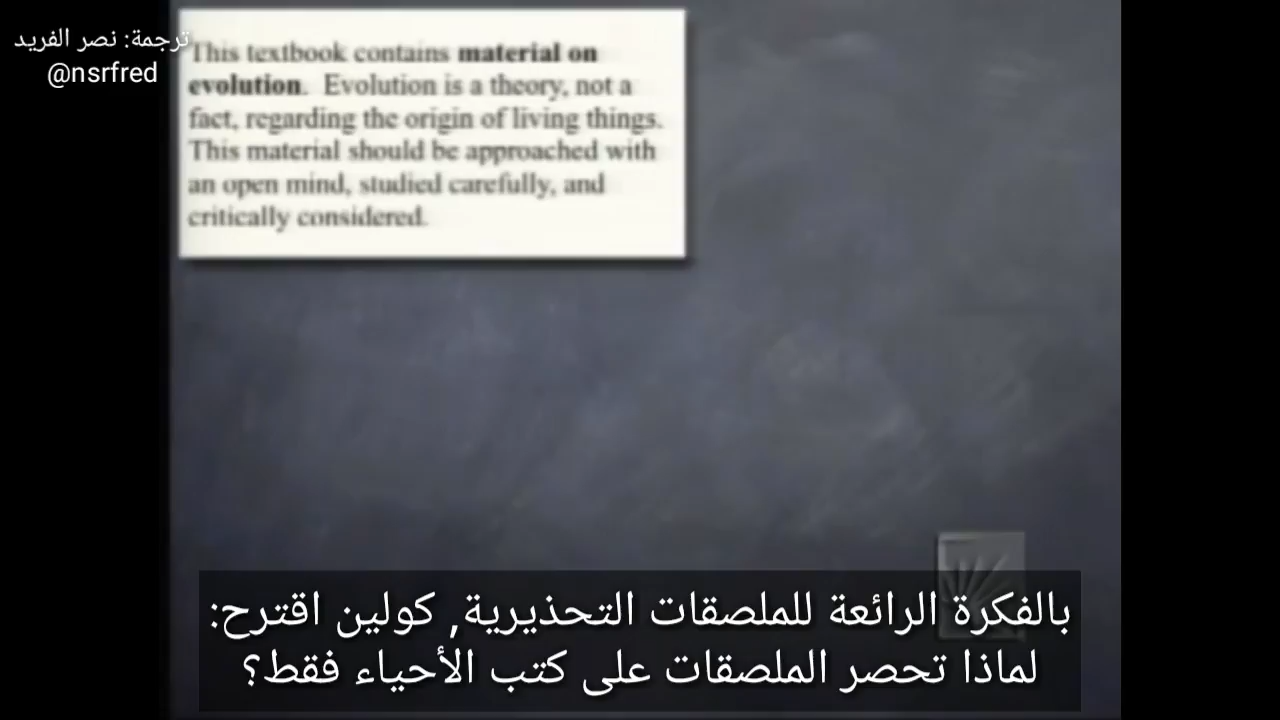 ترجمة: نصر الفريد
@nsrfred
This textbook contains material on
evolution. Evolution is a theory, not a
fact, regarding the origin of living things.
This material should be approached with
an open mind, studied carefully, and
critically considered.
بالفكرة الرائعة للملصقات التحذيرية, كولين اقترح:
لماذا تحصر الملصقات على كتب الأحياء فقط؟